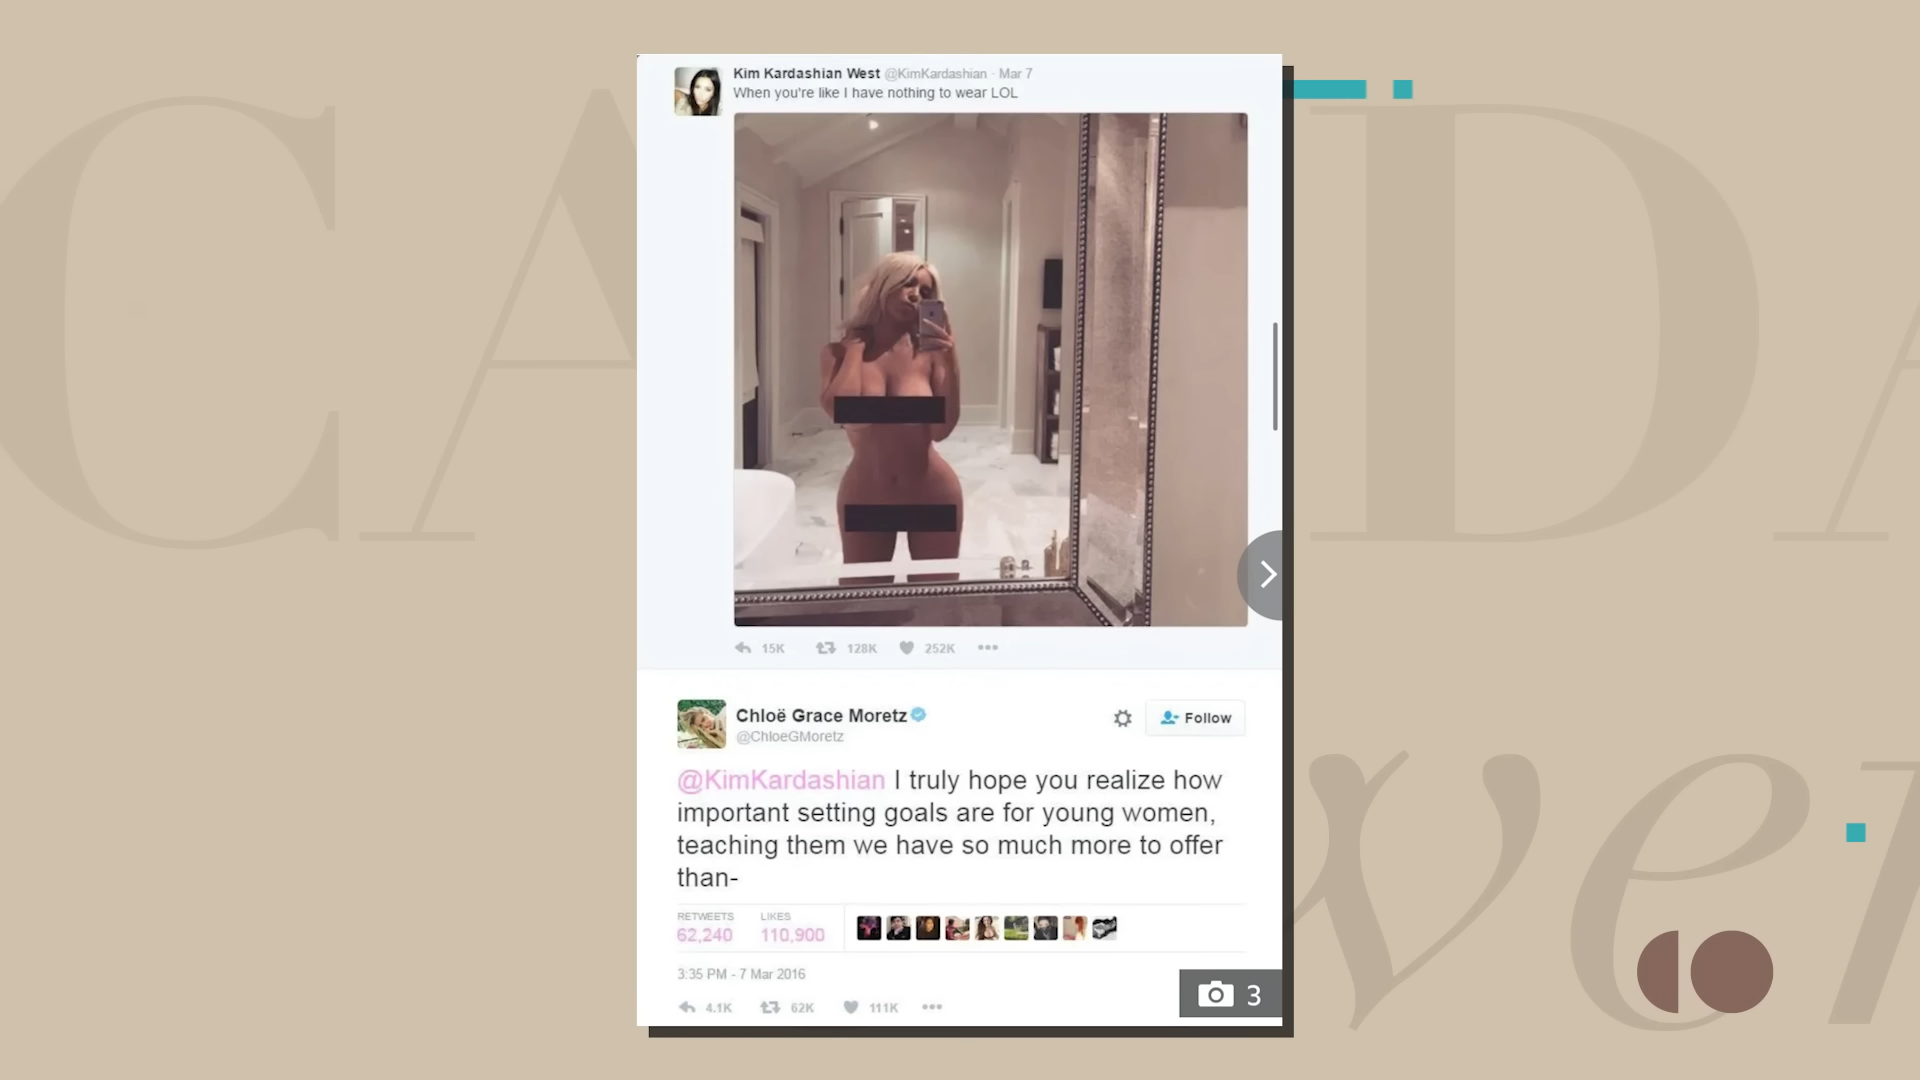 CA
DA
ver
Kim Kardashian West @KimKardashian · Mar 7
When you're like I have nothing to wear LOL
15K 128K 252K •••
Chloë Grace Moretz
@ChloeGMoretz
Follow
@KimKardashian I truly hope you realize how
important setting goals are for young women,
teaching them we have so much more to offer
than-
RETWEETS LIKES
62,240 110,900
3:35 PM - 7 Mar 2016
4.1K 62K 111K •••
3